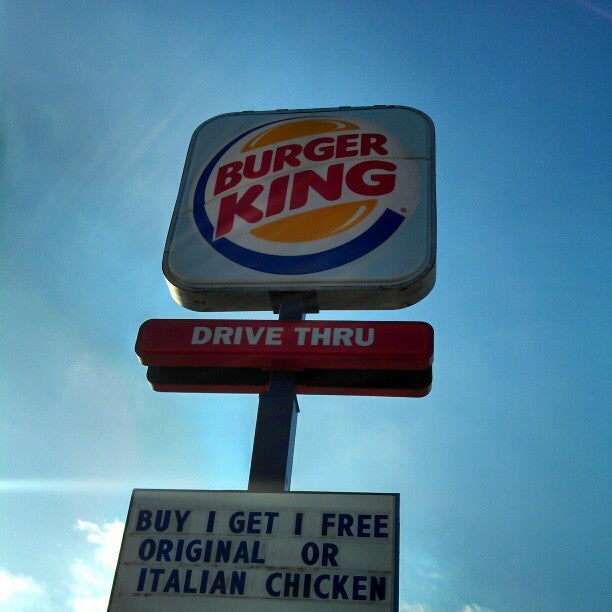 BURGER
KING
®
DRIVE THRU
BUY 1 GET 1 FREE
ORIGINAL OR
ITALIAN CHICKEN